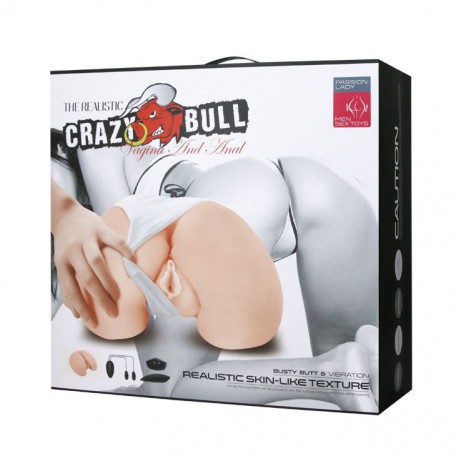 PASSION
LADY
MEN
SEX TOYS
THE REALISTIC
CRAZY BULL
Vagina And Anal
CAUTION
BUSTY BUTT & VIBRATION
REALISTIC SKIN-LIKE TEXTURE